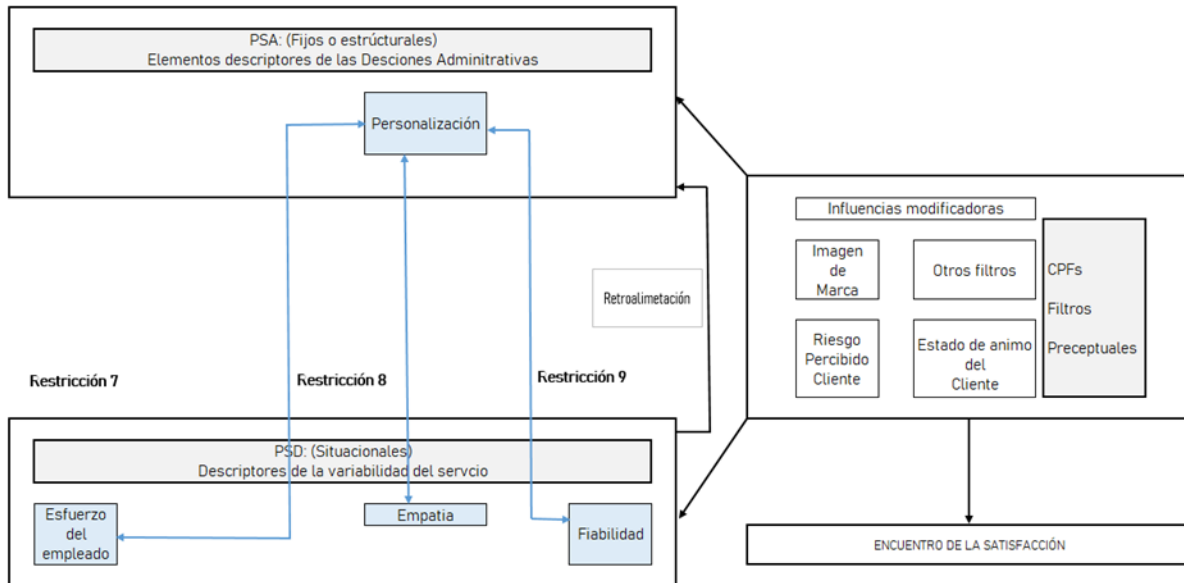 PSA: (Fijos o estrúcturales)
Elementos descriptores de las Desciones Adminitrativas
Personalización
Influencias modificadoras
Imagen
de
Marca
Otros filtros
CPFs
Filtros
Preceptuales
Retroalimetación
Riesgo
Percibido
Cliente
Estado de animo
del
Cliente
Restricción 7
Restricción 8
Restricción 9
PSD: (Situacionales)
Descriptores de la variabilidad del servcio
Esfuerzo
del
empleado
Empatia
Fiabilidad
ENCUENTRO DE LA SATISFACCIÓN